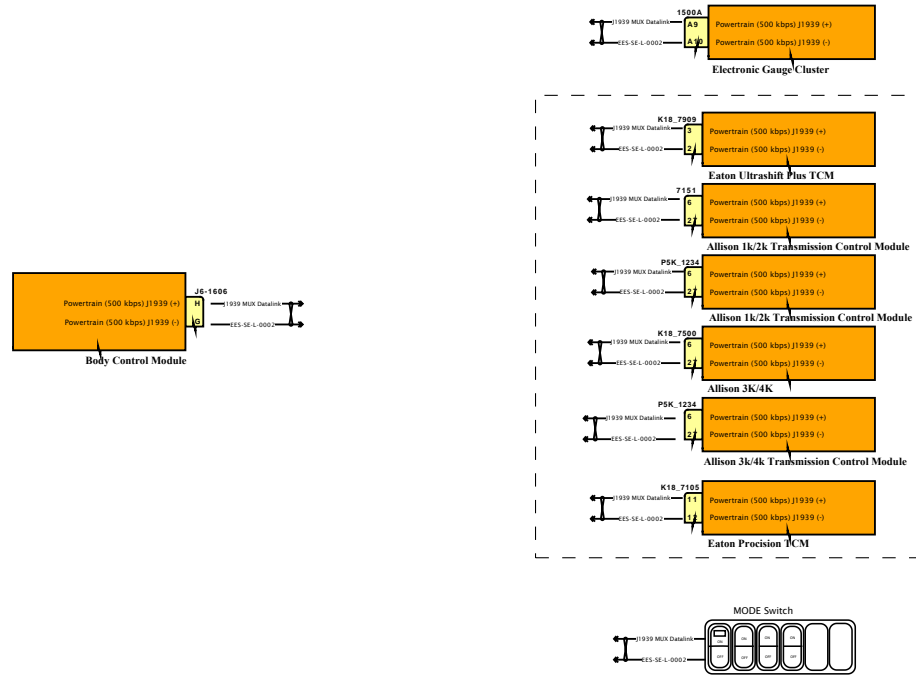 1500A
J1939 MUX Datalink
A9
Powertrain (500 kbps) J1939 (+)
EES-SE-L-0002
A10
Powertrain (500 kbps) J1939 (-)
Electronic Gauge Cluster
K18_7909
J1939 MUX Datalink
3
Powertrain (500 kbps) J1939 (+)
EES-SE-L-0002
2
Powertrain (500 kbps) J1939 (-)
Eaton Ultrashift Plus TCM
7151
J1939 MUX Datalink
6
Powertrain (500 kbps) J1939 (+)
EES-SE-L-0002
21
Powertrain (500 kbps) J1939 (-)
Allison 1k/2k Transmission Control Module
P5K_1234
J1939 MUX Datalink
6
Powertrain (500 kbps) J1939 (+)
EES-SE-L-0002
21
Powertrain (500 kbps) J1939 (-)
Allison 1k/2k Transmission Control Module
J6-1606
Powertrain (500 kbps) J1939 (+)
H
J1939 MUX Datalink
Powertrain (500 kbps) J1939 (-)
G
EES-SE-L-0002
Body Control Module
K18_7500
J1939 MUX Datalink
6
Powertrain (500 kbps) J1939 (+)
EES-SE-L-0002
21
Powertrain (500 kbps) J1939 (-)
Allison 3K/4K
P5K_1234
J1939 MUX Datalink
6
Powertrain (500 kbps) J1939 (+)
EES-SE-L-0002
21
Powertrain (500 kbps) J1939 (-)
Allison 3k/4k Transmission Control Module
K18_7105
J1939 MUX Datalink
11
Powertrain (500 kbps) J1939 (+)
EES-SE-L-0002
12
Powertrain (500 kbps) J1939 (-)
Eaton Procision TCM
MODE Switch
J1939 MUX Datalink
ON ON ON ON
EES-SE-L-0002
OFF OFF OFF OFF